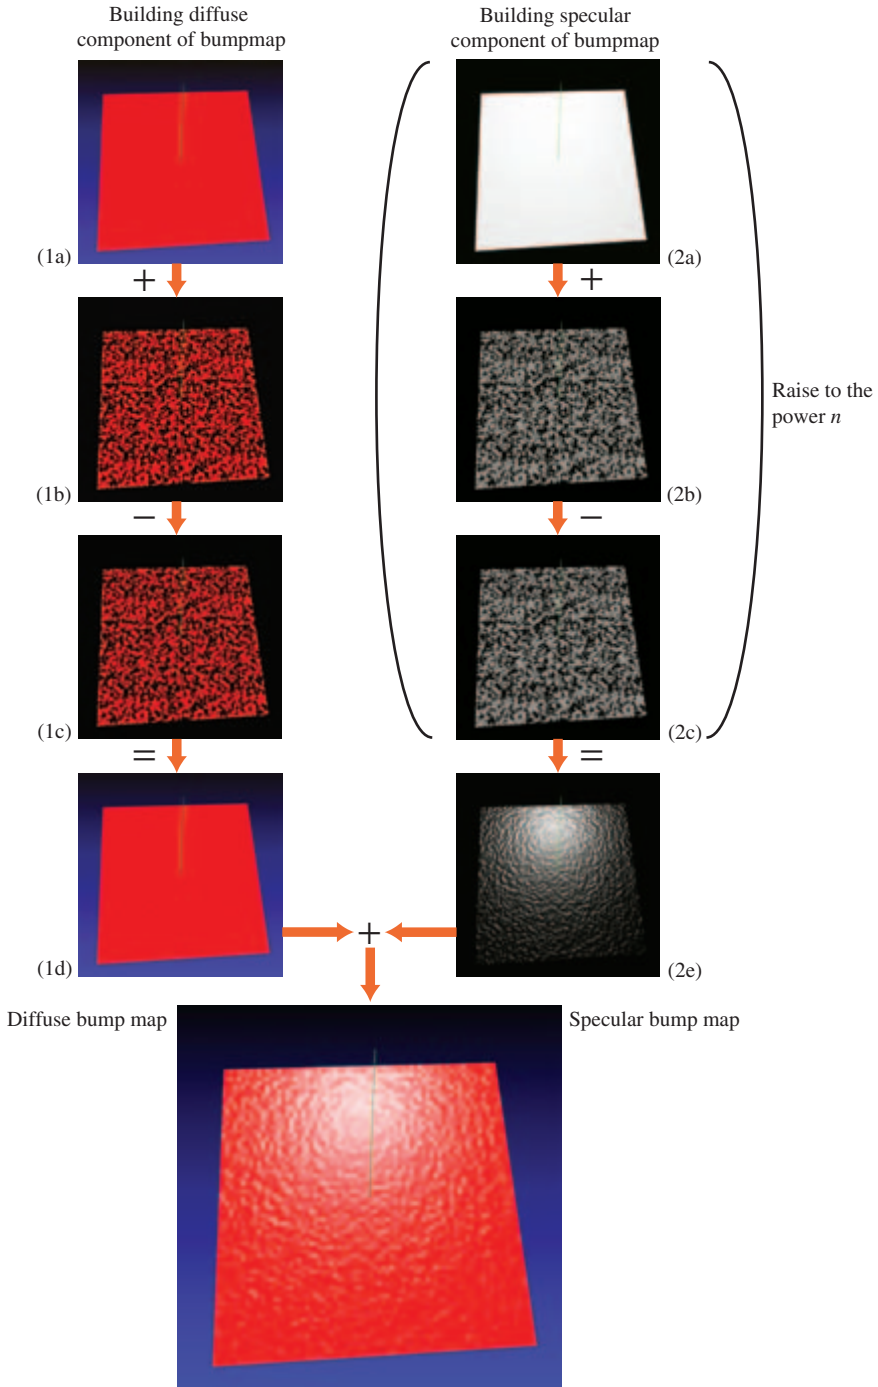 Building diffuse
component of bumpmap
Building specular
component of bumpmap
(1a)
(2a)
+
+
(1b)
(2b)
Raise to the
power n
−
−
(1c)
(2c)
=
=
(1d)
+
(2e)
Diffuse bump map
Specular bump map